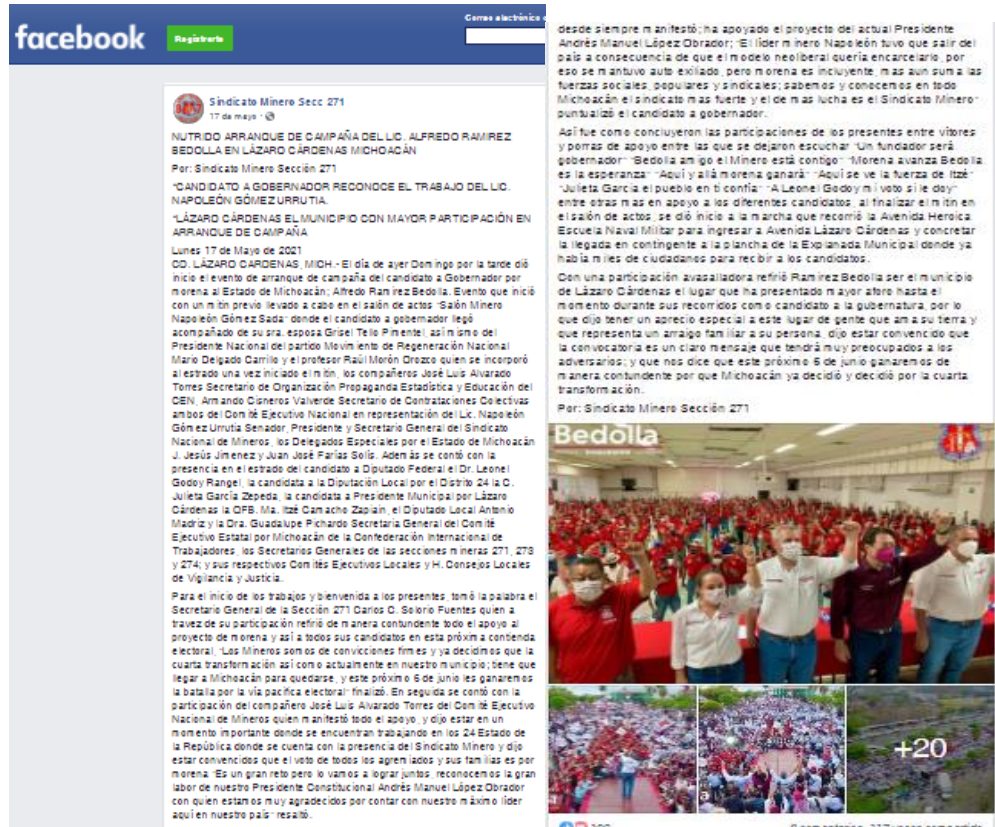 facebook
Correo electrónico
Registrarte
Sindicato Minero Secc 271
17 de mayo ·
NUTRIDO ARRANQUE DE CAMPAÑA DEL LIC. ALFREDO RAMIREZ
BEDOLLA EN LÁZARO CÁRDENAS MICHOACÁN
Por: Sindicato Minero Sección 271
*CANDIDATO A GOBERNADOR RECONOCE EL TRABAJO DEL LIC.
NAPOLEÓN GÓMEZ URRUTIA.
*LÁZARO CÁRDENAS EL MUNICIPIO CON MAYOR PARTICIPACIÓN EN
ARRANQUE DE CAMPAÑA
Lunes 17 de Mayo de 2021
CD. LÁZARO CARDENAS, MICH.- El día de ayer Domingo por la tarde dió
inicio el evento de arranque de campaña del candidato a Gobernador por
morena al Estado de Michoacán; Alfredo Ramirez Bedolla. Evento que inició
con un mitin previo llevado a cabo en el salón de actos "Salón Minero
Napoleón Gómez Sada" donde el candidato a gobernador llegó
acompañado de su sra. esposa Grisel Tello Pimentel, así mismo del
Presidente Nacional del partido Movimiento de Regeneración Nacional
Mario Delgado Carrillo y el profesor Raúl Morón Orozco quien se incorporó
al estrado una vez iniciado el mitin, los compañeros José Luis Alvarado
Torres Secretario de Organización Propaganda Estadística y Educación del
CEN, Armando Cisneros Valverde Secretario de Contrataciones Colectivas
ambos del Comité Ejecutivo Nacional en representación del Lic. Napoleón
Gómez Urrutia Senador, Presidente y Secretario General del Sindicato
Nacional de Mineros, los Delegados Especiales por el Estado de Michoacán
J. Jesús Jimenez y Juan José Farías Solís. Además se contó con la
presencia en el estrado del candidato a Diputado Federal el Dr. Leonel
Godoy Rangel, la candidata a la Diputación Local por el Distrito 24 la C.
Julieta García Zepeda, la candidata a Presidente Municipal por Lázaro
Cárdenas la QFB. Ma. Itzé Camacho Zapiain, el Diputado Local Antonio
Madriz y la Dra. Guadalupe Pichardo Secretaria General del Comité
Ejecutivo Estatal por Michoacán de la Confederación Internacional de
Trabajadores, los Secretarios Generales de las secciones mineras 271, 273
y 274; y sus respectivos Comités Ejecutivos Locales y H. Consejos Locales
de Vigilancia y Justicia.
Para el inicio de los trabajos y bienvenida a los presentes, tomó la palabra el
Secretario General de la Sección 271 Carlos C. Solorio Fuentes quien a
travez de su participación refirió de manera contundente todo el apoyo al
proyecto de morena y así a todos sus candidatos en esta próxima contienda
electoral, "Los Mineros somos de convicciones firmes y ya decidimos que la
cuarta transformación así como actualmente en nuestro municipio; tiene que
llegar a Michoacán para quedarse, y este próximo 6 de junio les ganaremos
la batalla por la vía pacifica electoral" finalizó. En seguida se contó con la
participación del compañero José Luis Alvarado Torres del Comité Ejecutivo
Nacional de Mineros quien manifestó todo el apoyo, y dijo estar en un
momento importante donde se encuentran trabajando en los 24 Estado de
la República donde se cuenta con la presencia del Sindicato Minero y dijo
estar convencidos que el voto de todos los agremiados y sus familias es por
morena "Es un gran reto pero lo vamos a lograr juntos, reconocemos la gran
labor de nuestro Presidente Constitucional Andrés Manuel López Obrador
con quien estamos muy agradecidos por contar con nuestro máximo líder
aquí en nuestro país" resaltó.
desde siempre manifestó; ha apoyado el proyecto del actual Presidente
Andrés Manuel López Obrador; "El líder minero Napoleón tuvo que salir del
país a consecuencia de que el modelo neoliberal quería encarcelarlo, por
eso se mantuvo auto exiliado, pero morena es incluyente, mas aun suma las
fuerzas sociales, populares y sindicales; sabemos y conocemos en todo
Michoacán el sindicato mas fuerte y el de mas lucha es el Sindicato Minero"
puntualizó el candidato a gobernador.
Así fue como concluyeron las participaciones de los presentes entre vítores
y porras de apoyo entre las que se dejaron escuchar "Un fundador será
gobernador" "Bedolla amigo el Minero está contigo" "Morena avanza Bedolla
es la esperanza" "Aquí y allá morena ganará" "Aquí se ve la fuerza de Itzé"
"Julieta García el pueblo en ti confía" "A Leonel Godoy mi voto si le doy"
entre otras mas en apoyo a los diferentes candidatos, al finalizar el mitin en
el salón de actos, se dió inicio a la marcha que recorrió la Avenida Heroica
Escuela Naval Militar para ingresar a Avenida Lázaro Cárdenas y concretar
la llegada en contingente a la plancha de la Explanada Municipal donde ya
había miles de ciudadanos para recibir a los candidatos.
Con una participación avasalladora refirió Ramírez Bedolla ser el municipio
de Lázaro Cárdenas el lugar que ha presentado mayor aforo hasta el
momento durante sus recorridos como candidato a la gubernatura, por lo
que dijo tener un aprecio especial a este lugar de gente que ama su tierra y
que representa un arraigo familiar a su persona, dijo estar convencido que
la convocatoria es un claro mensaje que tendrá muy preocupados a los
adversarios; y que nos dice que este próximo 6 de junio ganaremos de
manera contundente por que Michoacán ya decidió y decidió por la cuarta
transformación.
Por: Sindicato Minero Sección 271
Bedolla
+20